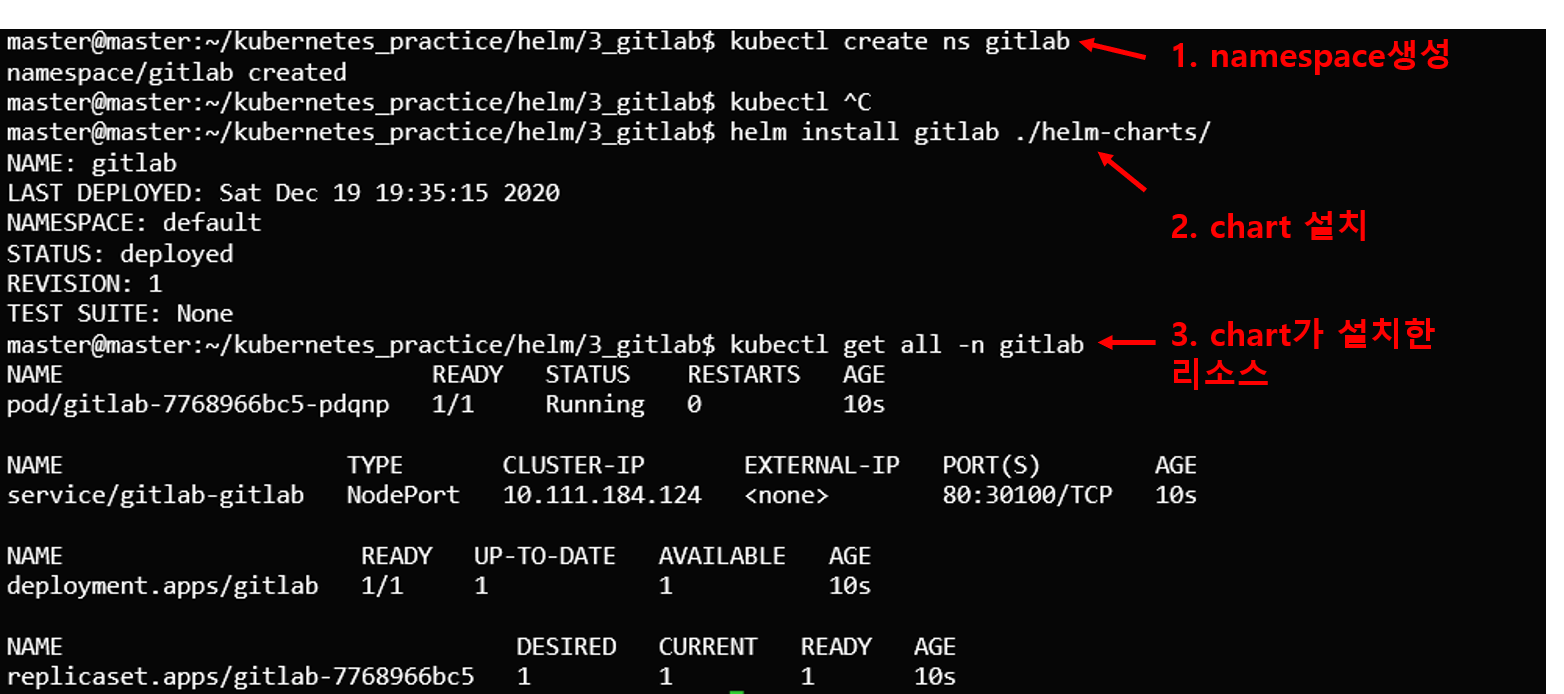 master@master:~/kubernetes_practice/helm/3_gitlab$ kubectl create ns gitlab
1. namespace생성
namespace/gitlab created
master@master:~/kubernetes_practice/helm/3_gitlab$ kubectl ^C
master@master:~/kubernetes_practice/helm/3_gitlab$ helm install gitlab ./helm-charts/
NAME: gitlab
LAST DEPLOYED: Sat Dec 19 19:35:15 2020
NAMESPACE: default
2. chart 설치
STATUS: deployed
REVISION: 1
TEST SUITE: None
master@master:~/kubernetes_practice/helm/3_gitlab$ kubectl get all -n gitlab
3. chart가 설치한
리소스
NAME READY STATUS RESTARTS AGE
pod/gitlab-7768966bc5-pdqnp 1/1 Running 0 10s
NAME TYPE CLUSTER-IP EXTERNAL-IP PORT(S) AGE
service/gitlab-gitlab NodePort 10.111.184.124 <none> 80:30100/TCP 10s
NAME READY UP-TO-DATE AVAILABLE AGE
deployment.apps/gitlab 1/1 1 1 10s
NAME DESIRED CURRENT READY AGE
replicaset.apps/gitlab-7768966bc5 1 1 1 10s